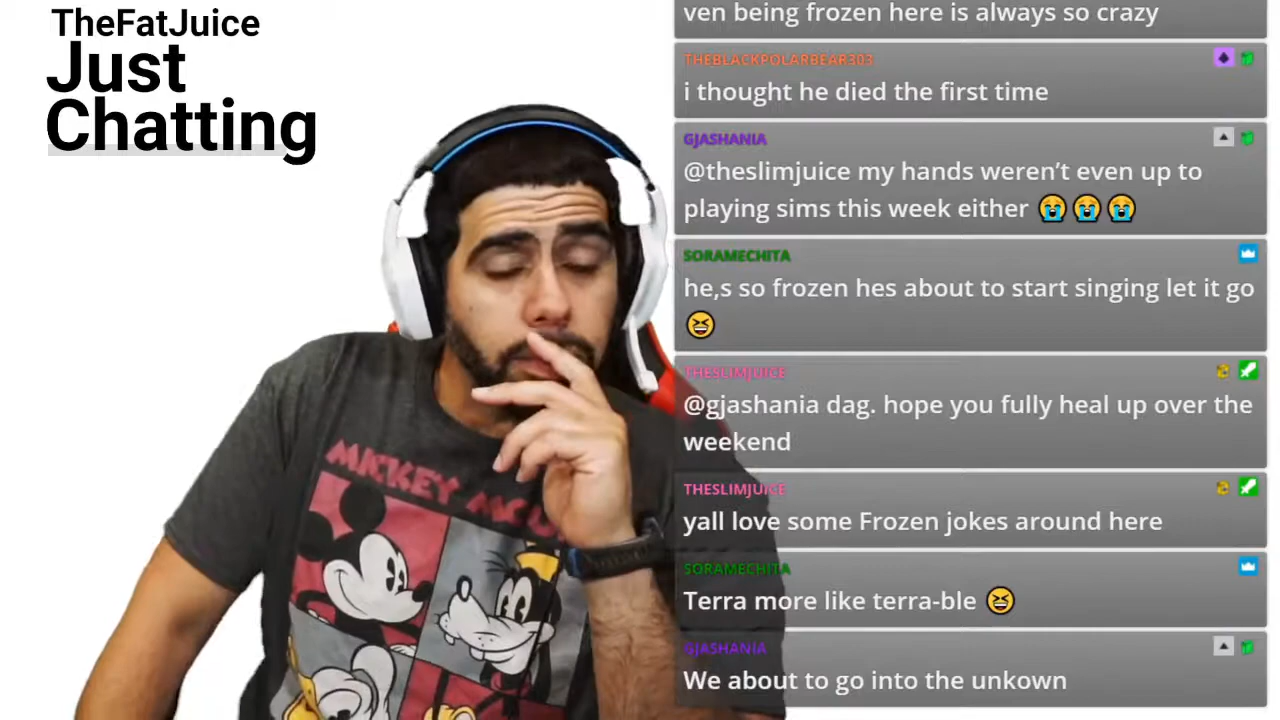 TheFatJuice
Just
Chatting
ven being frozen here is always so crazy
THEBLACKPOLARBEAR303
i thought he died the first time
GJASHANIA
@theslimjuice my hands weren’t even up to
playing sims this week either 😭😭😭
SORAMECHITA
he,s so frozen hes about to start singing let it go
😆
THESLIMJUICE
@gjashania dag. hope you fully heal up over the
weekend
THESLIMJUICE
yall love some Frozen jokes around here
SORAMECHITA
Terra more like terra-ble 😆
GJASHANIA
We about to go into the unkown
MICKEY